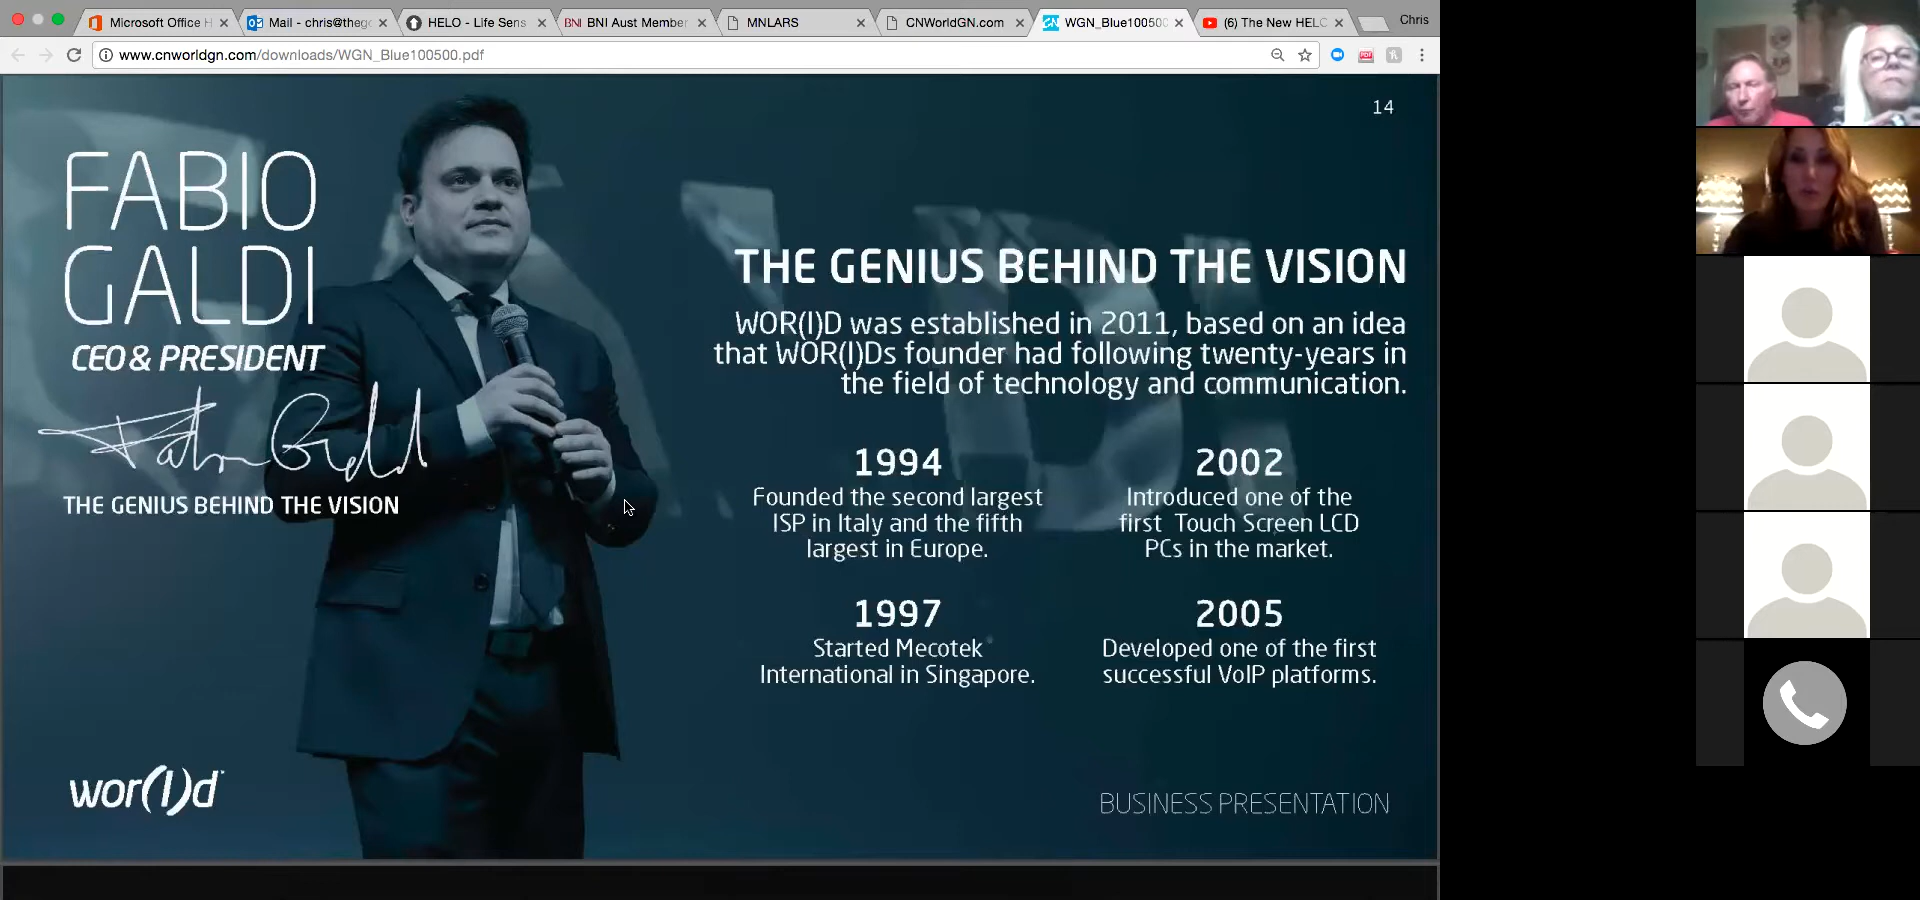 Microsoft Office H
Mail - chris@theg
HELO - Life Sens
BNI BNI Aust Member
MNLARS
CNWorldGN.com
WGN_Blue100500
(6) The New HELO
Chris
www.cnworldgn.com/downloads/WGN_Blue100500.pdf
14
FABIO
GALDI
CEO & PRESIDENT
THE GENIUS BEHIND THE VISION
THE GENIUS BEHIND THE VISION
WOR(I)D was established in 2011, based on an idea
that WOR(I)Ds founder had following twenty-years in
the field of technology and communication.
1994
Founded the second largest
ISP in Italy and the fifth
largest in Europe.
2002
Introduced one of the
first Touch Screen LCD
PCs in the market.
1997
Started Mecotek
International in Singapore.
2005
Developed one of the first
successful VoIP platforms.
wor(l)d
BUSINESS PRESENTATION